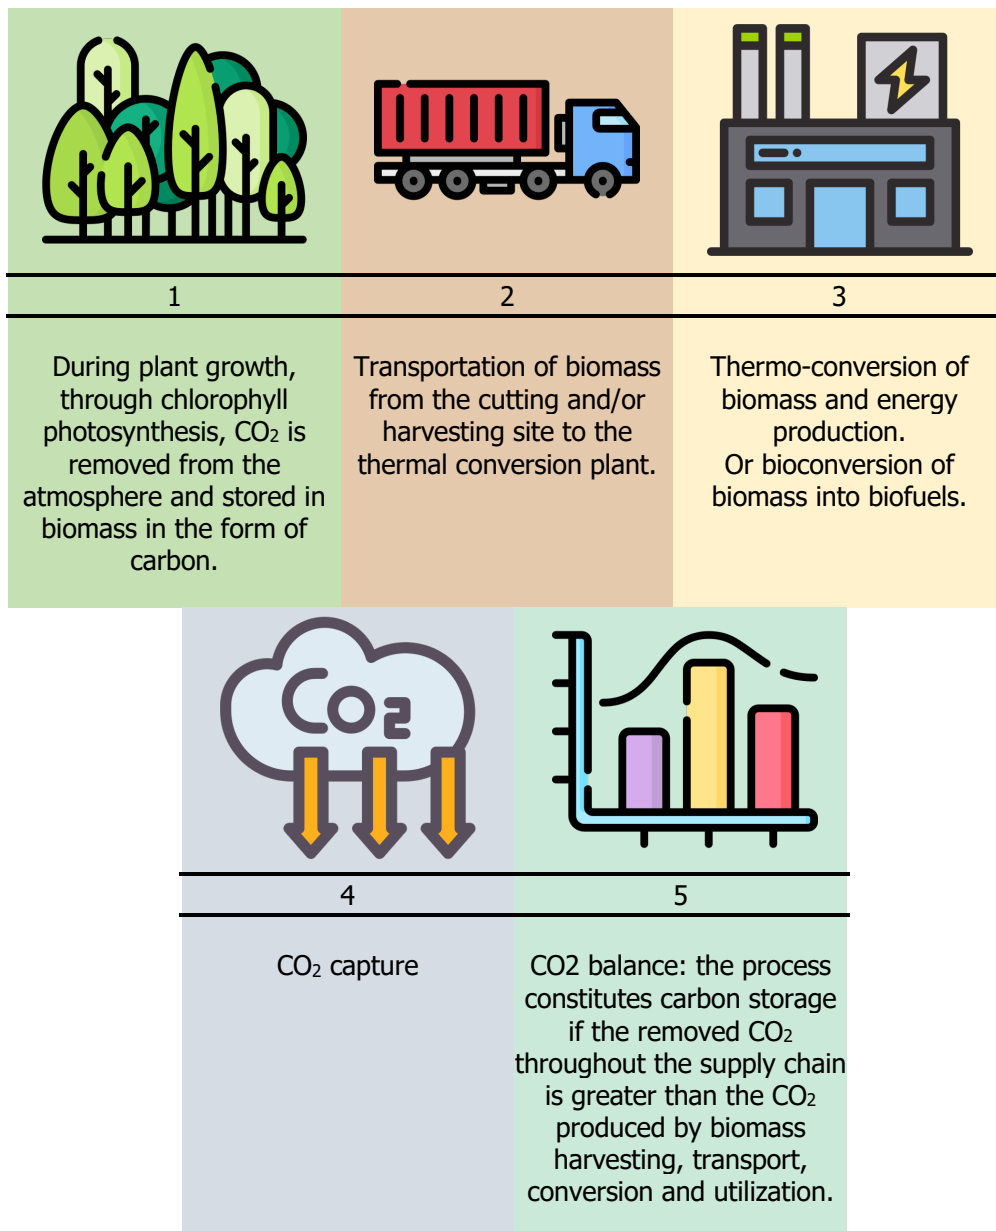 1
During plant growth,
through chlorophyll
photosynthesis, CO₂ is
removed from the
atmosphere and stored in
biomass in the form of
carbon.
2
Transportation of biomass
from the cutting and/or
harvesting site to the
thermal conversion plant.
3
Thermo-conversion of
biomass and energy
production.
Or bioconversion of
biomass into biofuels.
CO₂
4
CO₂ capture
5
CO2 balance: the process
constitutes carbon storage
if the removed CO₂
throughout the supply chain
is greater than the CO₂
produced by biomass
harvesting, transport,
conversion and utilization.